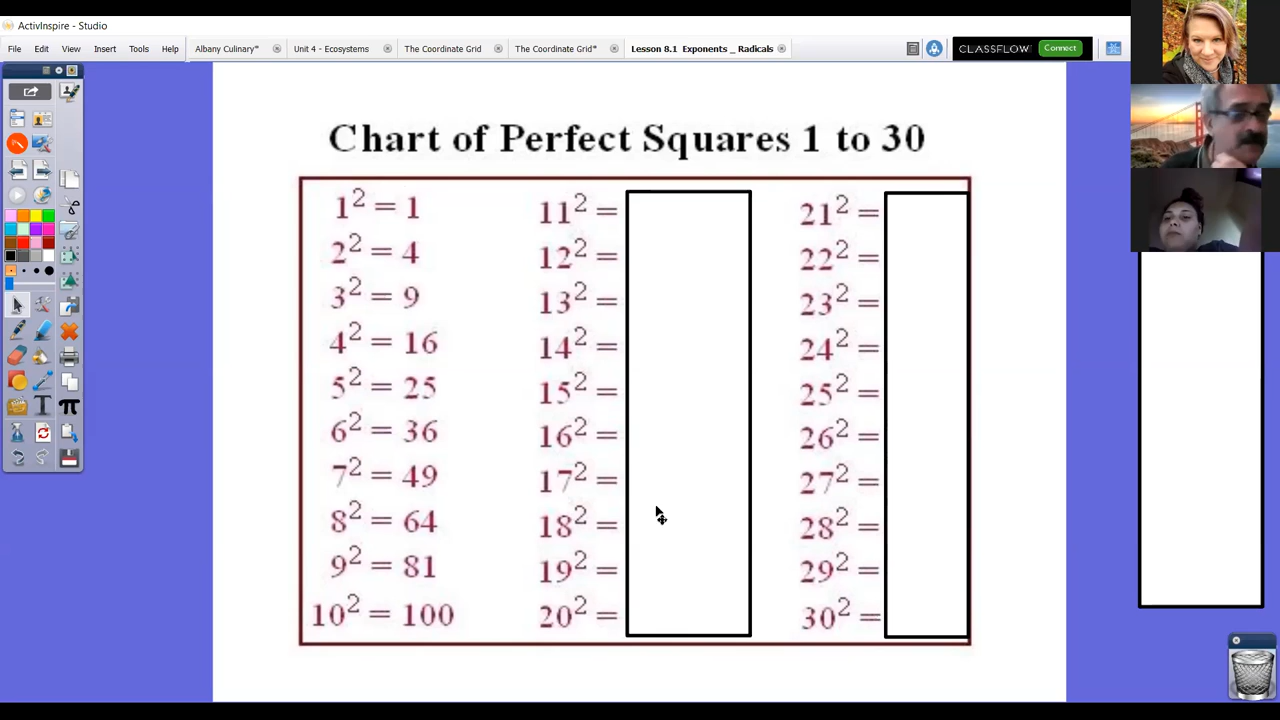 ActivInspire - Studio
File Edit View Insert Tools Help
Albany Culinary* Unit 4 - Ecosystems The Coordinate Grid The Coordinate Grid* Lesson 8.1 Exponents _ Radicals
CLASSFLOW Connect
Chart of Perfect Squares 1 to 30
1² = 1 11² = 21² =
2² = 4 12² = 22² =
3² = 9 13² = 23² =
4² = 16 14² = 24² =
5² = 25 15² = 25² =
6² = 36 16² = 26² =
7² = 49 17² = 27² =
8² = 64 18² = 28² =
9² = 81 19² = 29² =
10² = 100 20² = 30² =